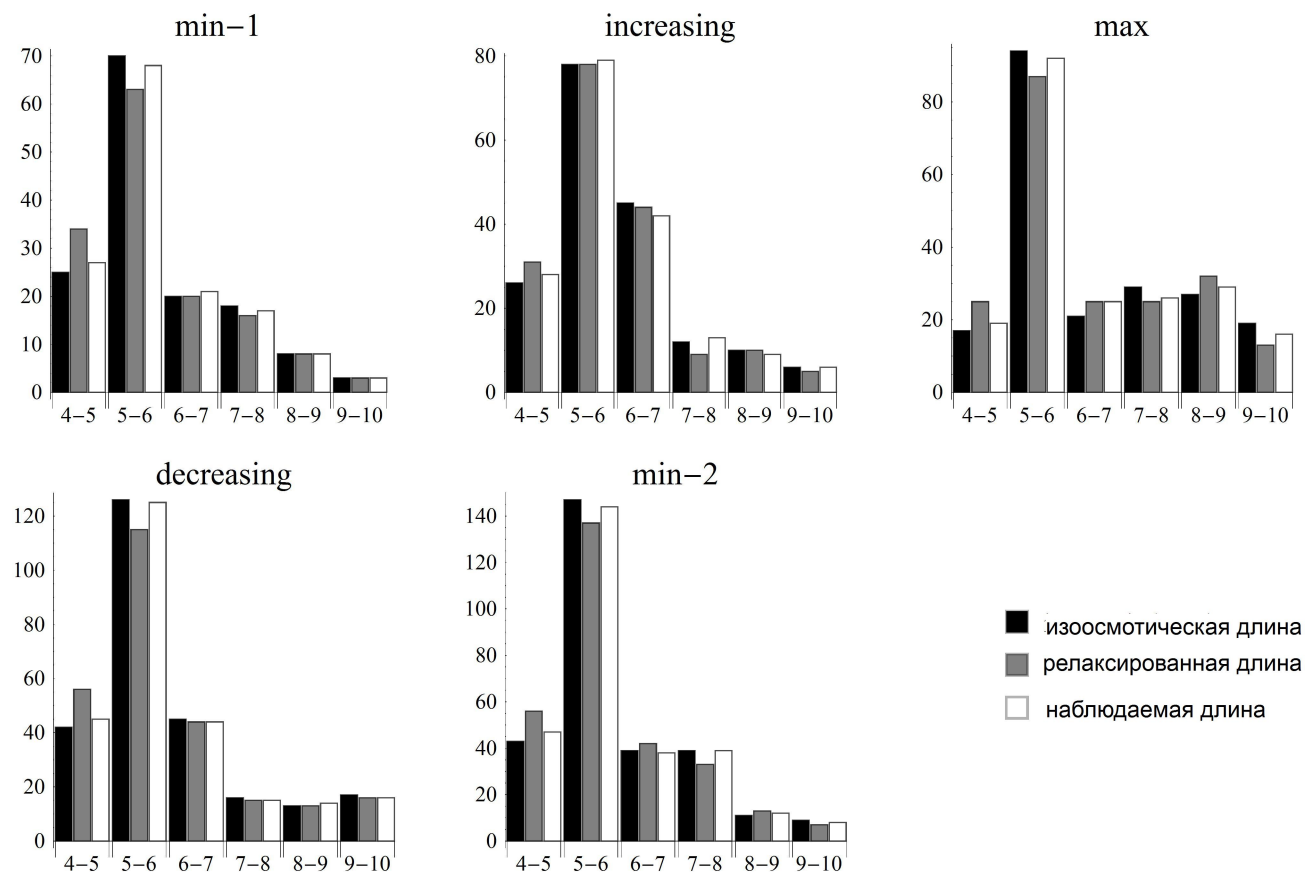 min−1
70
60
50
40
30
20
10
0
4−5 5−6 6−7 7−8 8−9 9−10
increasing
80
60
40
20
0
4−5 5−6 6−7 7−8 8−9 9−10
max
80
60
40
20
0
4−5 5−6 6−7 7−8 8−9 9−10
decreasing
120
100
80
60
40
20
0
4−5 5−6 6−7 7−8 8−9 9−10
min−2
140
120
100
80
60
40
20
0
4−5 5−6 6−7 7−8 8−9 9−10
изоосмотическая длина
релаксированная длина
наблюдаемая длина